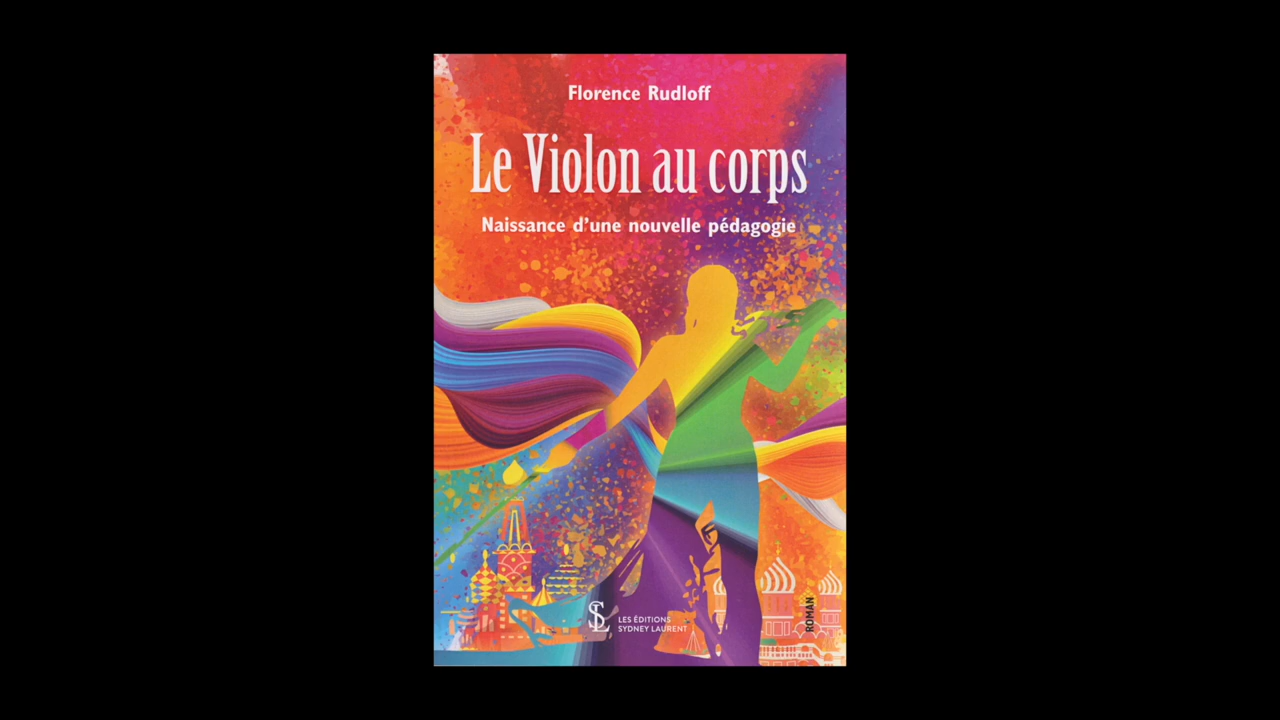 Florence Rudloff
Le Violon au corps
Naissance d'une nouvelle pédagogie
SL
LES ÉDITIONS
SYDNEY LAURENT
ROMAN